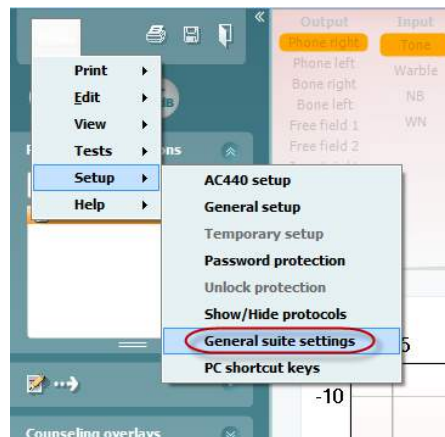 Output Input
Phone right Tone
Phone left Warble
Bone right
Bone left NB
Free field 1 WN
Free field 2
Print
Edit
View
Tests
Setup
Help
ons
AC440 setup
General setup
Temporary setup
Password protection
Unlock protection
Show/Hide protocols
General suite settings
PC shortcut keys
5
-10
Counseling overlays